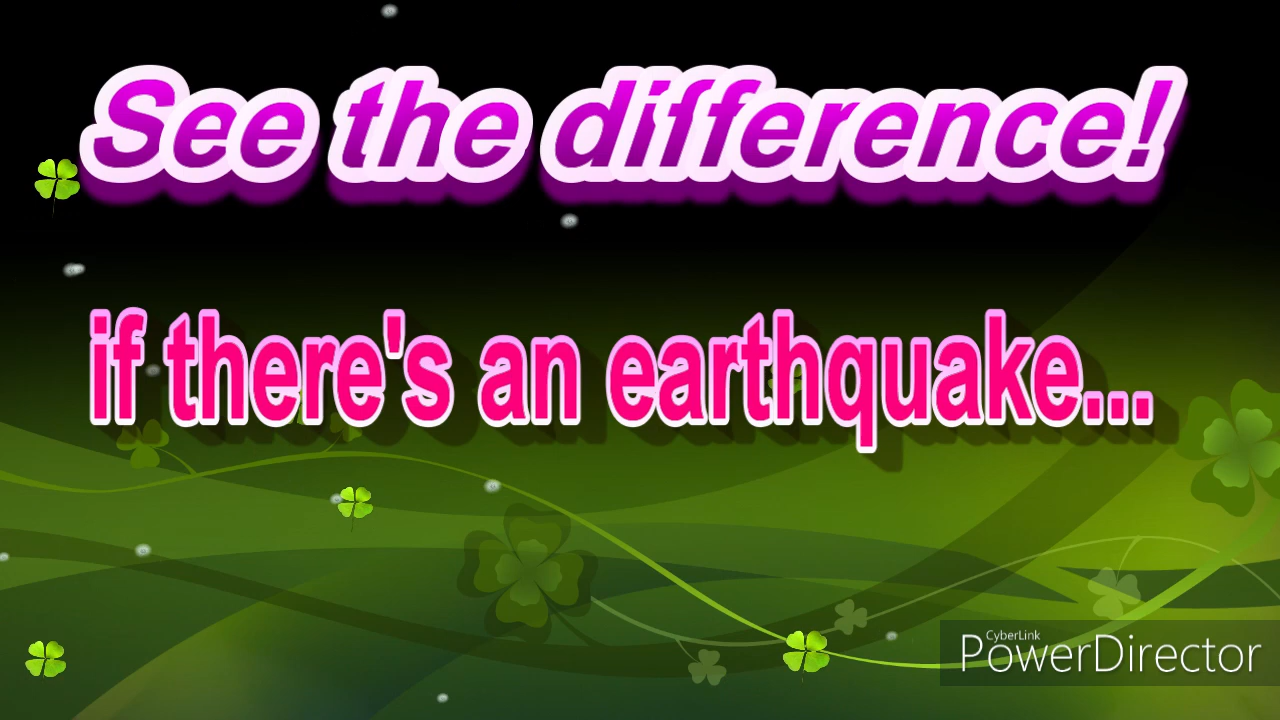 See the difference!
if there's an earthquake...
CyberLink
PowerDirector